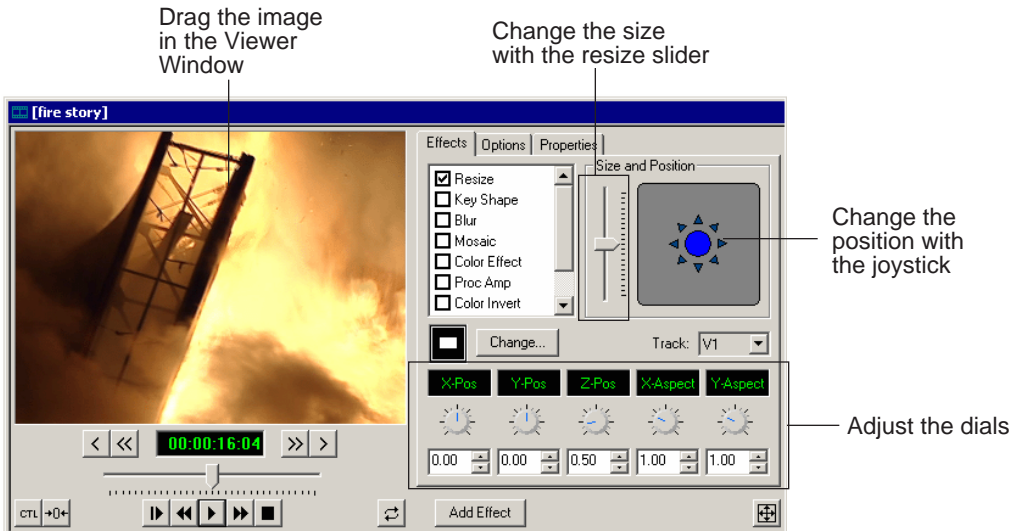 Drag the image
in the Viewer
Window
Change the size
with the resize slider
[fire story]
Effects Options Properties
Size and Position
Resize
Key Shape
Blur
Mosaic
Color Effect
Proc Amp
Color Invert
Change the
position with
the joystick
Change... Track: V1
X-Pos Y-Pos Z-Pos X-Aspect Y-Aspect
Adjust the dials
0.00 0.00 0.50 1.00 1.00
< << 00:00:16:04 >> >
CTL →0← Add Effect